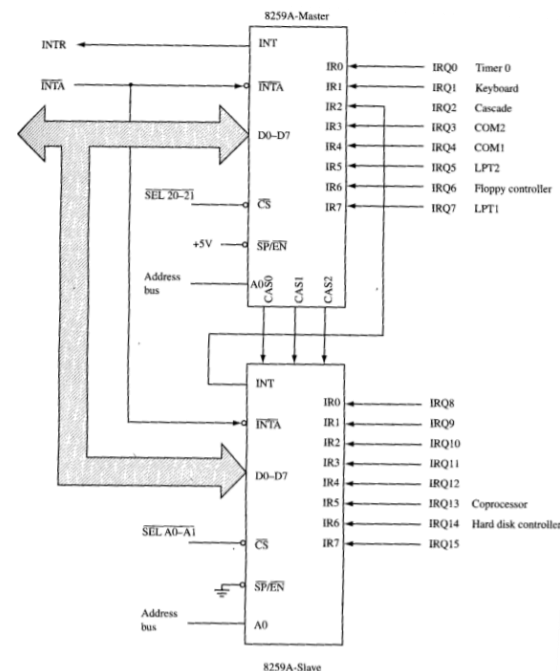 8259A-Master
INTR
INT
IR0 IRQ0 Timer 0
INTA
INTA
IR1 IRQ1 Keyboard
IR2 IRQ2 Cascade
D0–D7
IR3 IRQ3 COM2
IR4 IRQ4 COM1
IR5 IRQ5 LPT2
SEL 20–21
CS
IR6 IRQ6 Floppy controller
IR7 IRQ7 LPT1
+5V
SP/EN
Address
bus
A0
CAS0
CAS1
CAS2
INT
IR0 IRQ8
INTA
IR1 IRQ9
IR2 IRQ10
IR3 IRQ11
D0–D7
IR4 IRQ12
IR5 IRQ13 Coprocessor
SEL A0–A1
CS
IR6 IRQ14 Hard disk controller
IR7 IRQ15
SP/EN
Address
bus
A0
8259A-Slave